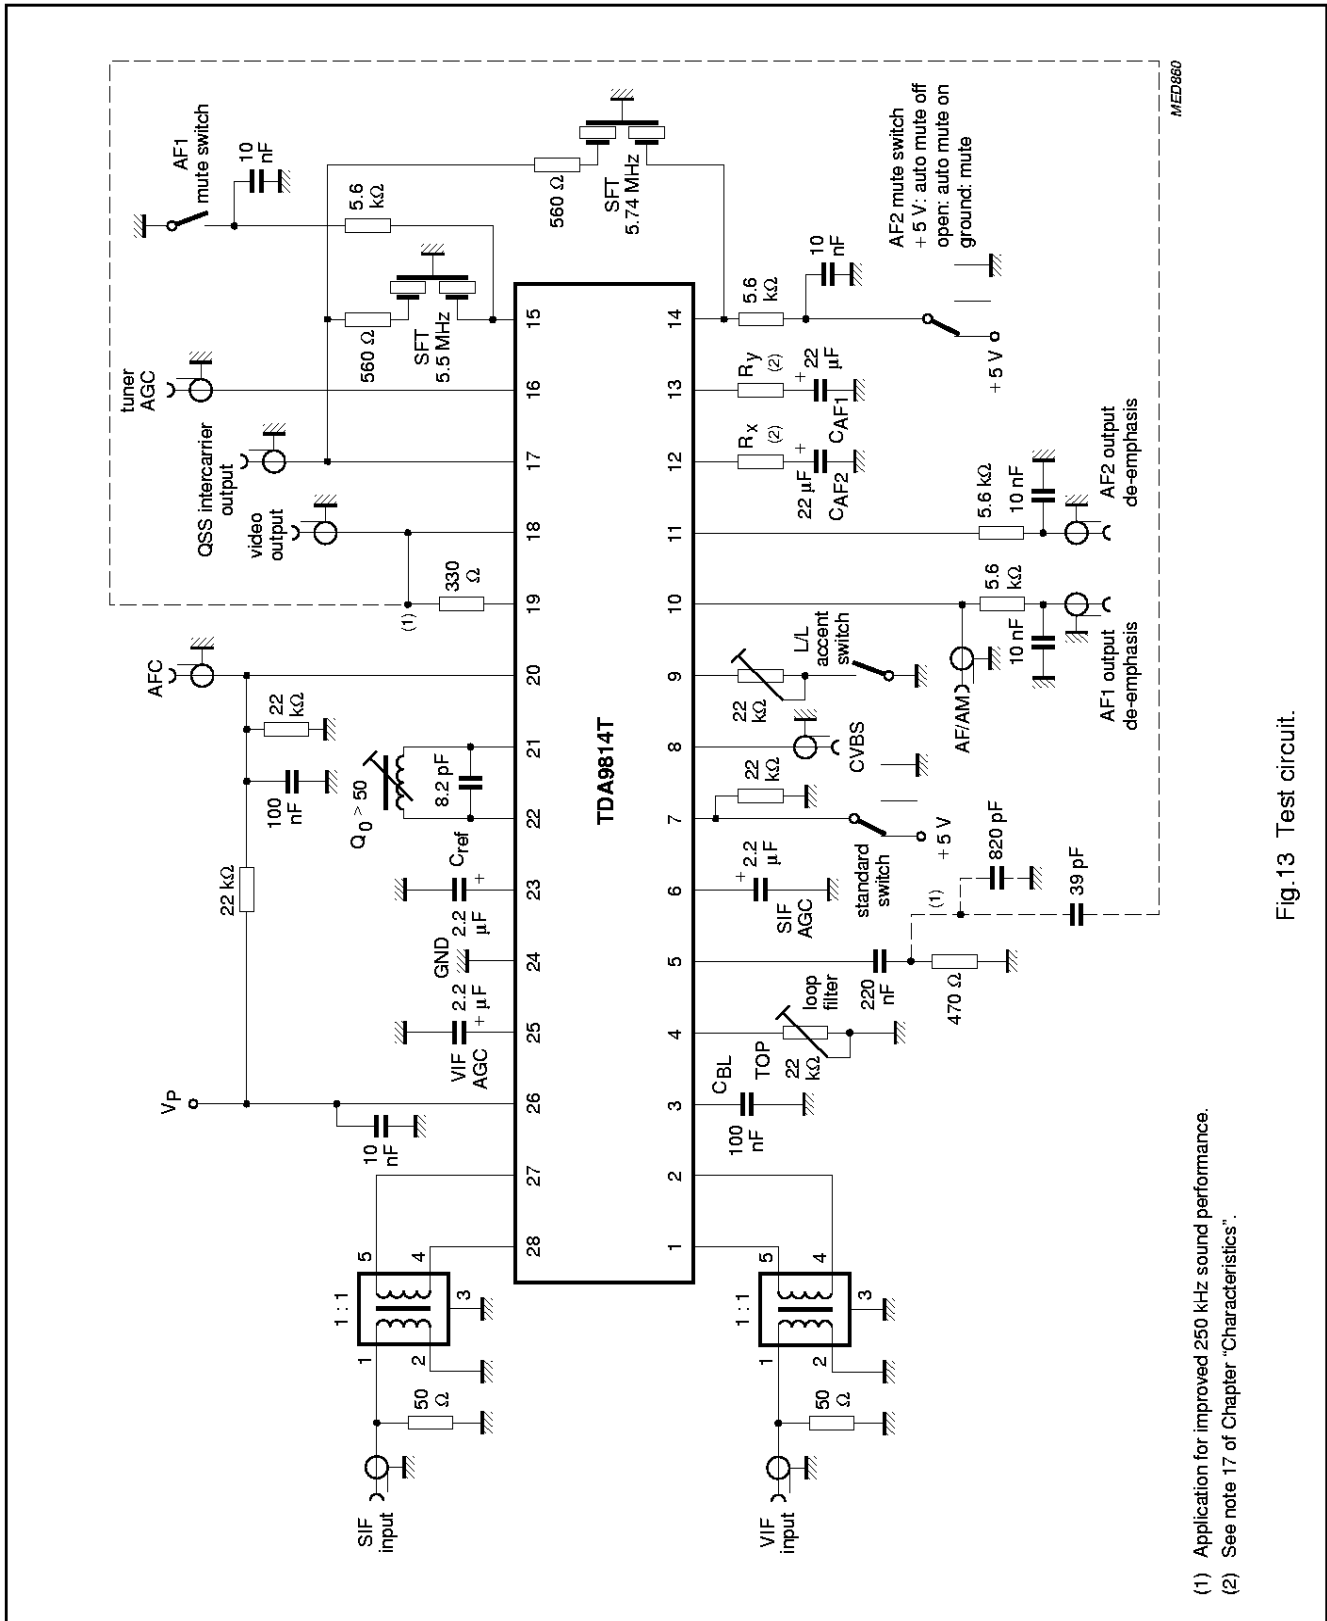 SIF
input
50
Ω
1 : 1
1
2
3
4
5
28
27
VP
10
nF
26
22 kΩ
100
nF
22
kΩ
AFC
VIF
AGC
2.2
µF
+
25
GND
24
2.2
µF
Cref
+
23
Q0 > 50
8.2 pF
22
21
20
(1)
330
Ω
19
video
output
18
QSS intercarrier
output
17
tuner
AGC
16
560 Ω
SFT
5.5 MHz
5.6
kΩ
AF1
mute switch
10
nF
15
560 Ω
SFT
5.74 MHz
TDA9814T
VIF
input
50
Ω
1 : 1
1
2
3
4
5
1
2
3
100
nF
CBL
4
TOP
22
kΩ
loop
filter
5
220
nF
470 Ω
(1)
820 pF
39 pF
6
+
2.2
µF
SIF
AGC
7
22
kΩ
standard
switch
+ 5 V
8
CVBS
9
22
kΩ
L/L
accent
switch
10
AF/AM
5.6
kΩ
10 nF
AF1 output
de-emphasis
11
5.6 kΩ
10 nF
AF2 output
de-emphasis
12
Rx
(2)
+
22 µF
CAF2
13
Ry
(2)
+
22
µF
CAF1
14
5.6
kΩ
10
nF
+ 5 V
AF2 mute switch
+ 5 V: auto mute off
open: auto mute on
ground: mute
MED860
(1) Application for improved 250 kHz sound performance.
(2) See note 17 of Chapter "Characteristics".
Fig.13 Test circuit.